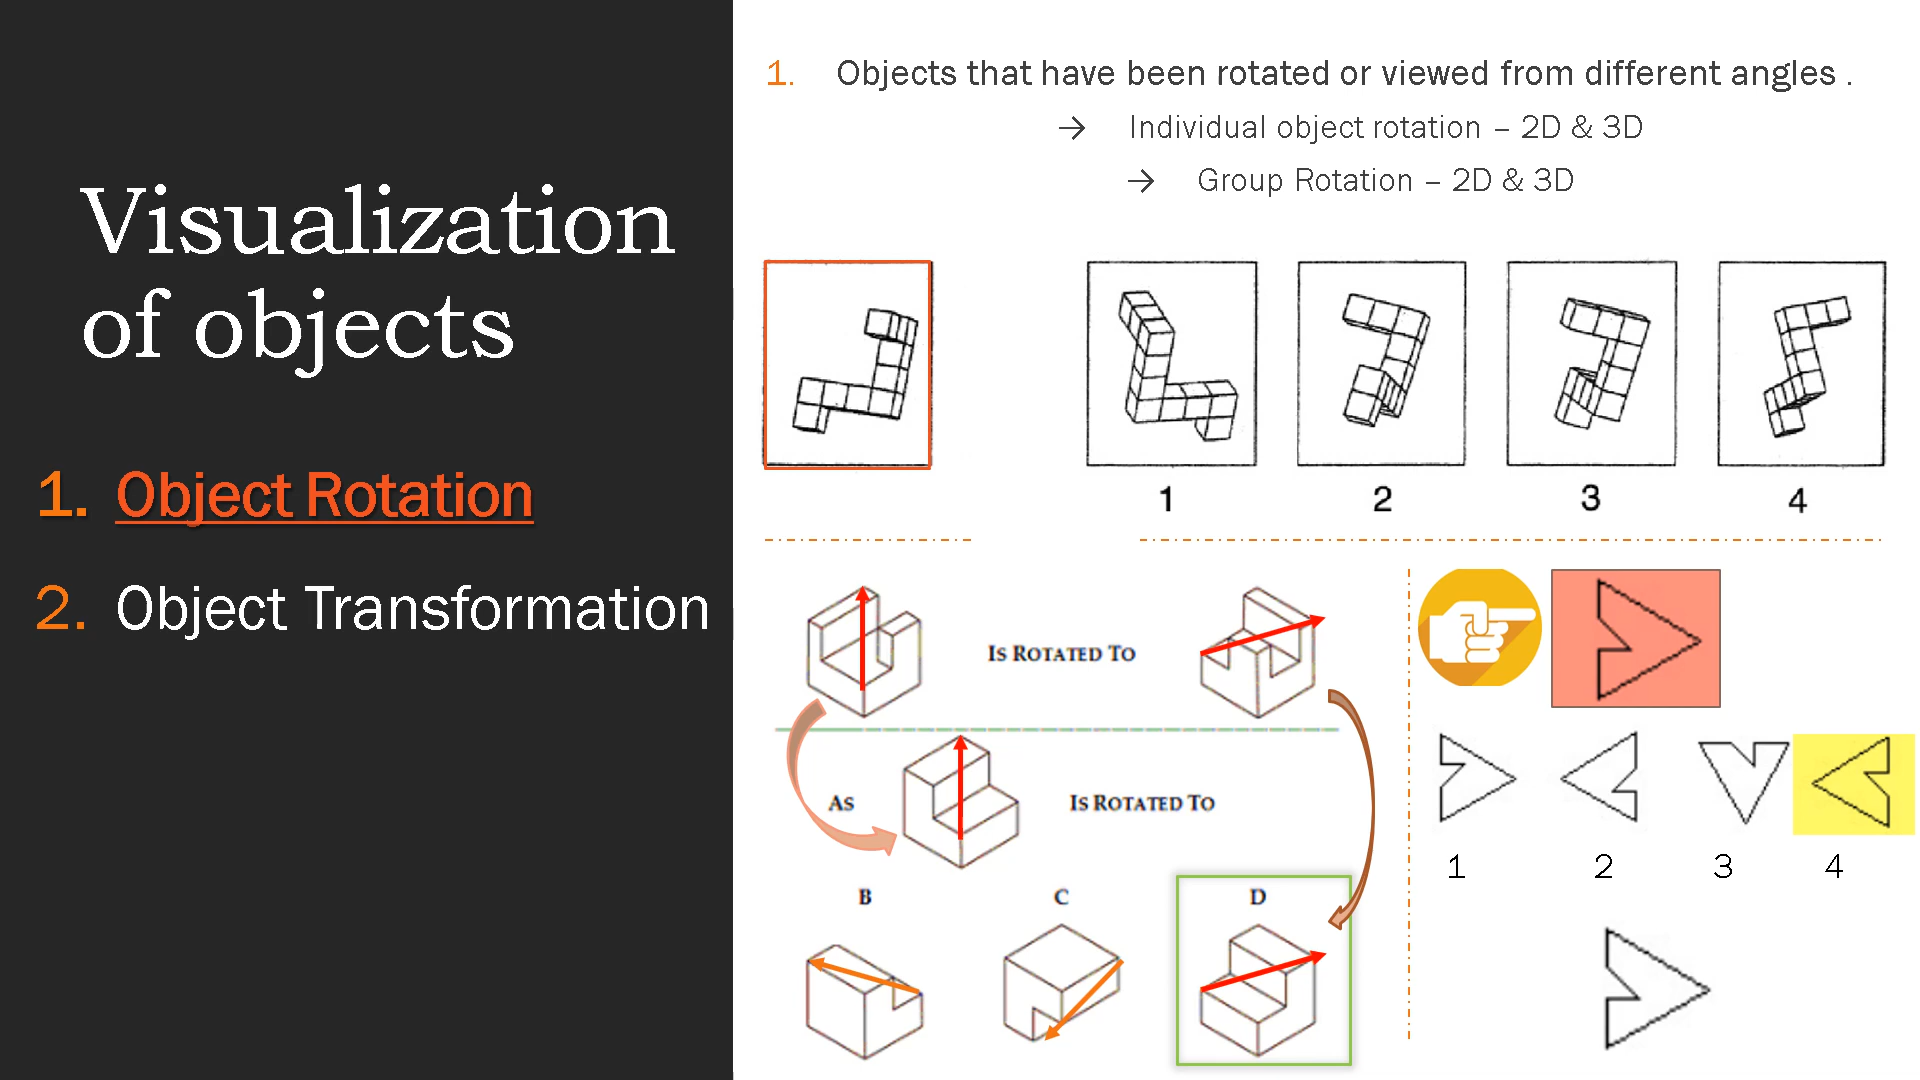 Visualization
of objects
1. Object Rotation
2. Object Transformation
1. Objects that have been rotated or viewed from different angles .
→ Individual object rotation – 2D & 3D
→ Group Rotation – 2D & 3D
1 2 3 4
IS ROTATED TO
AS IS ROTATED TO
B C D
1 2 3 4